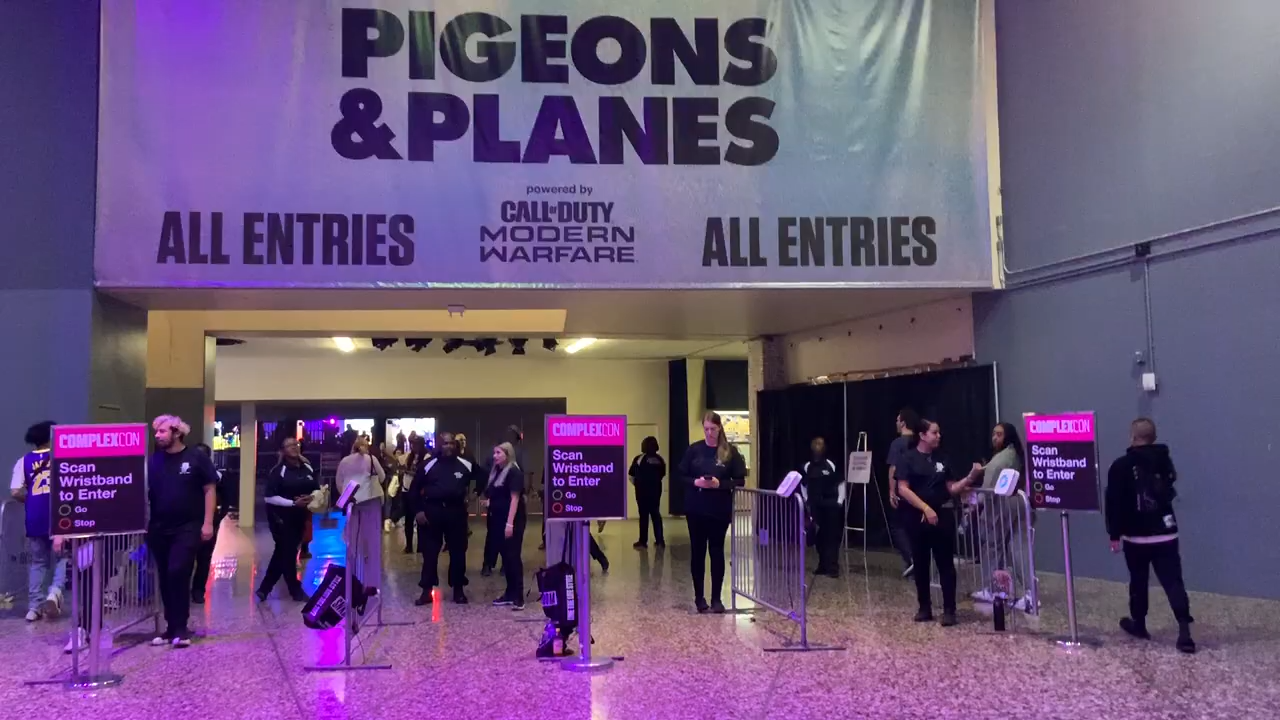 PIGEONS
&PLANES
powered by
CALL OF DUTY
MODERN
WARFARE
ALL ENTRIES
ALL ENTRIES
COMPLEXCON
Scan
Wristband
to Enter
Go
Stop
COMPLEXCON
Scan
Wristband
to Enter
Go
Stop
COMPLEXCON
Scan
Wristband
to Enter
Go
Stop